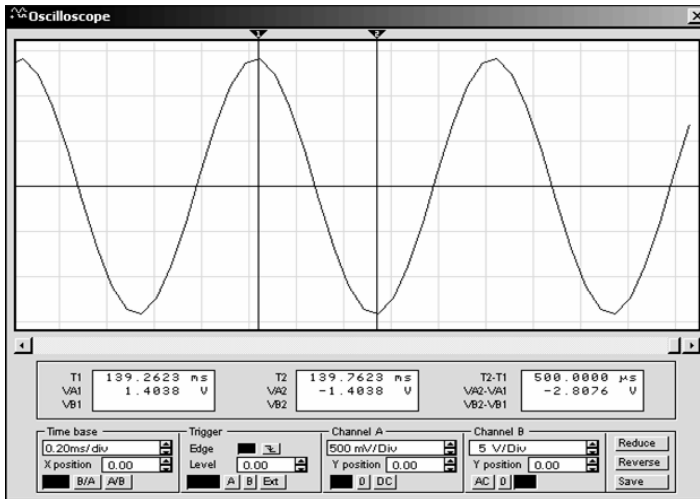 Oscilloscope
1 2
T1 139.2623 ms T2 139.7623 ms T2-T1 500.0000 µs
VA1 1.4038 V VA2 -1.4038 V VA2-VA1 -2.8076 V
VB1 VB2 VB2-VB1
Time base Trigger Channel A Channel B
0.20ms/div Edge 500 mV/Div 5 V/Div Reduce
X position 0.00 Level 0.00 Y position 0.00 Y position 0.00 Reverse
B/A A/B A B Ext 0 DC AC 0 Save